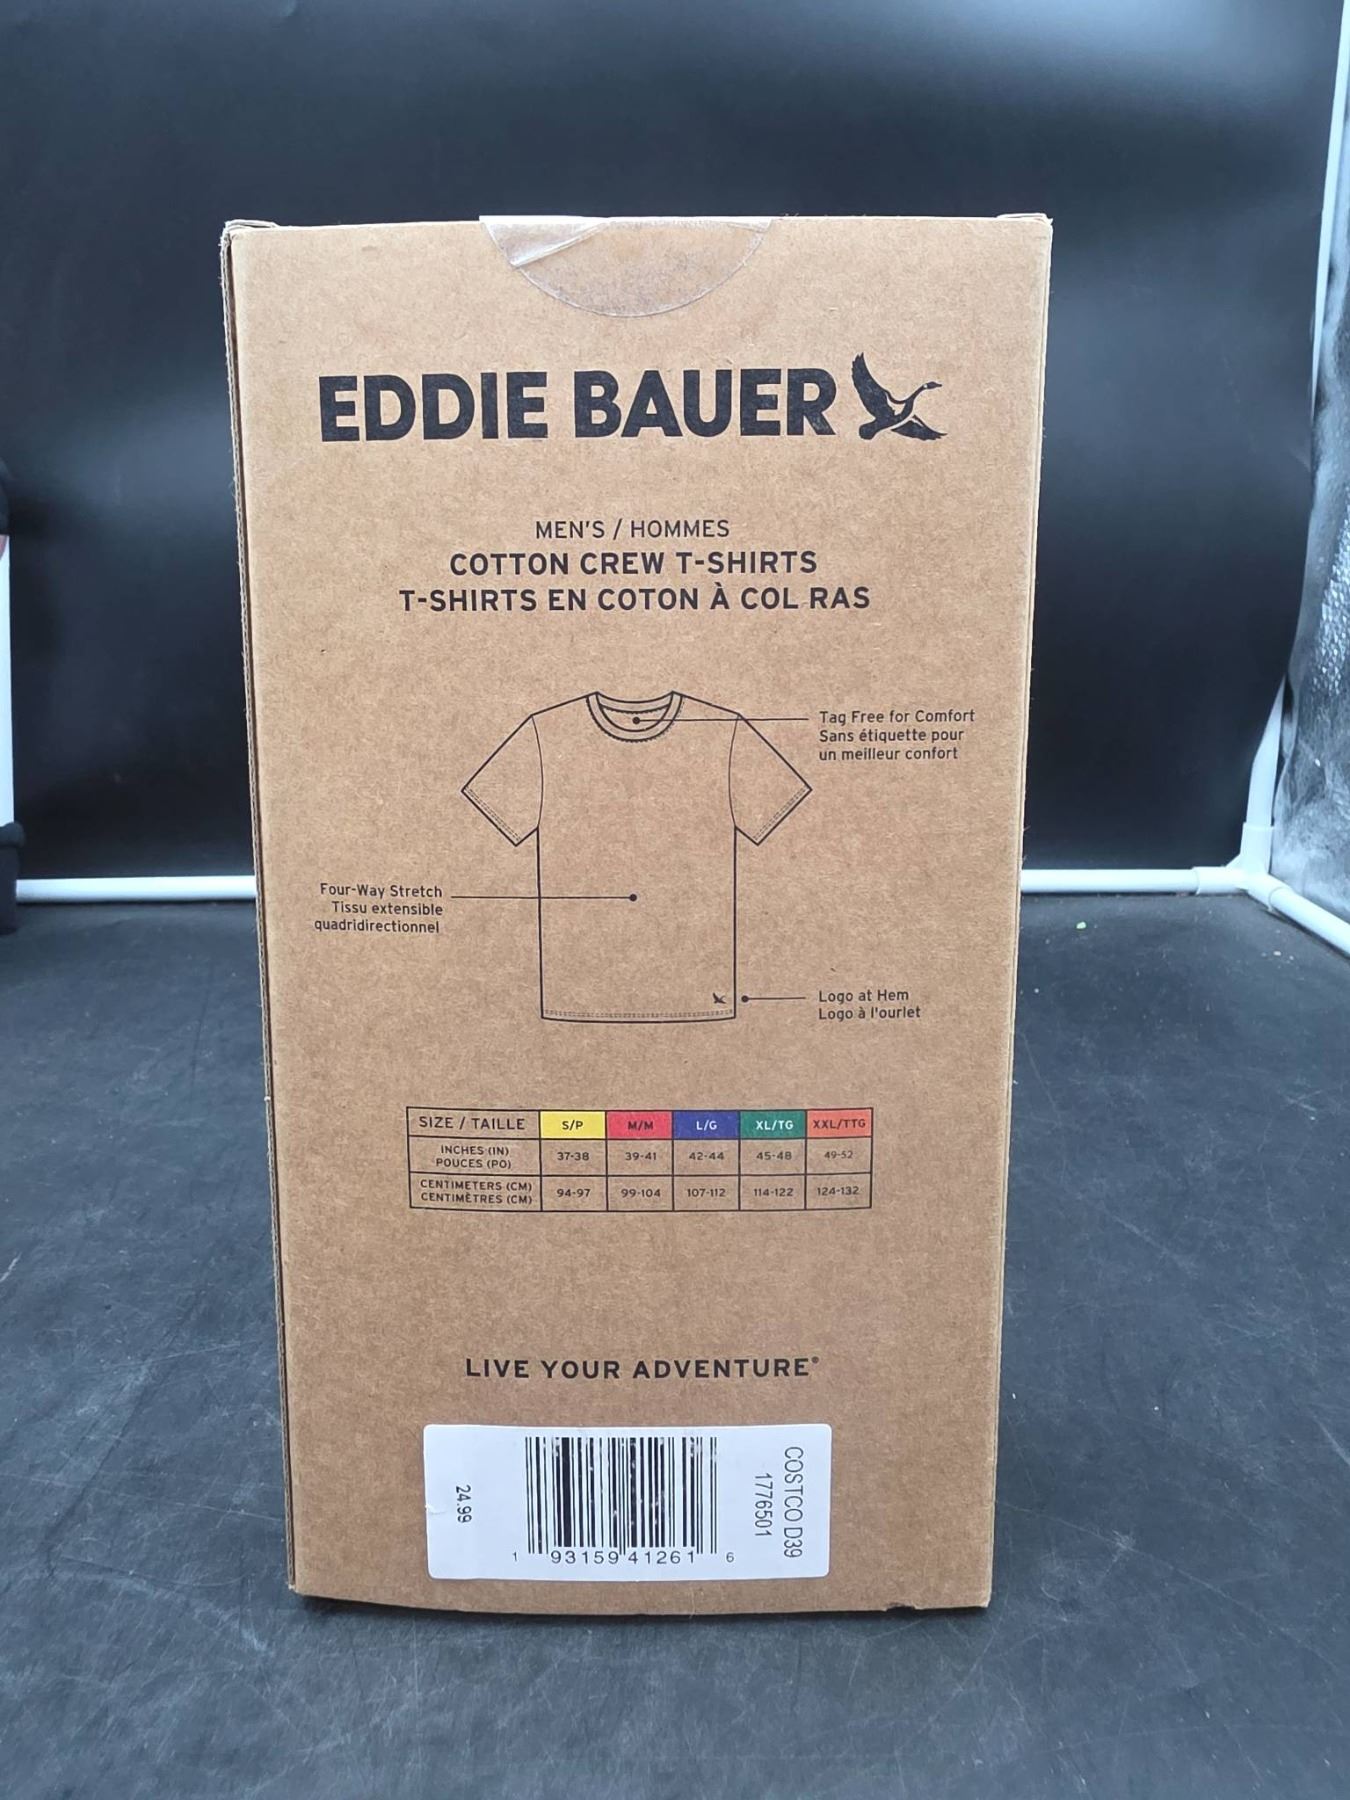 EDDIE BAUER
MEN'S / HOMMES
COTTON CREW T-SHIRTS
T-SHIRTS EN COTON À COL RAS
Tag Free for Comfort
Sans étiquette pour
un meilleur confort
Four-Way Stretch
Tissu extensible
quadridirectionnel
Logo at Hem
Logo à l'ourlet
SIZE / TAILLE S/P M/M L/G XL/TG XXL/TTG
INCHES (IN)
POUCES (PO) 37-38 39-41 42-44 45-48 49-52
CENTIMETERS (CM)
CENTIMÈTRES (CM) 94-97 99-104 107-112 114-122 124-132
LIVE YOUR ADVENTURE®
24.99
1 93159 41261 6
COSTCO D39
1776501